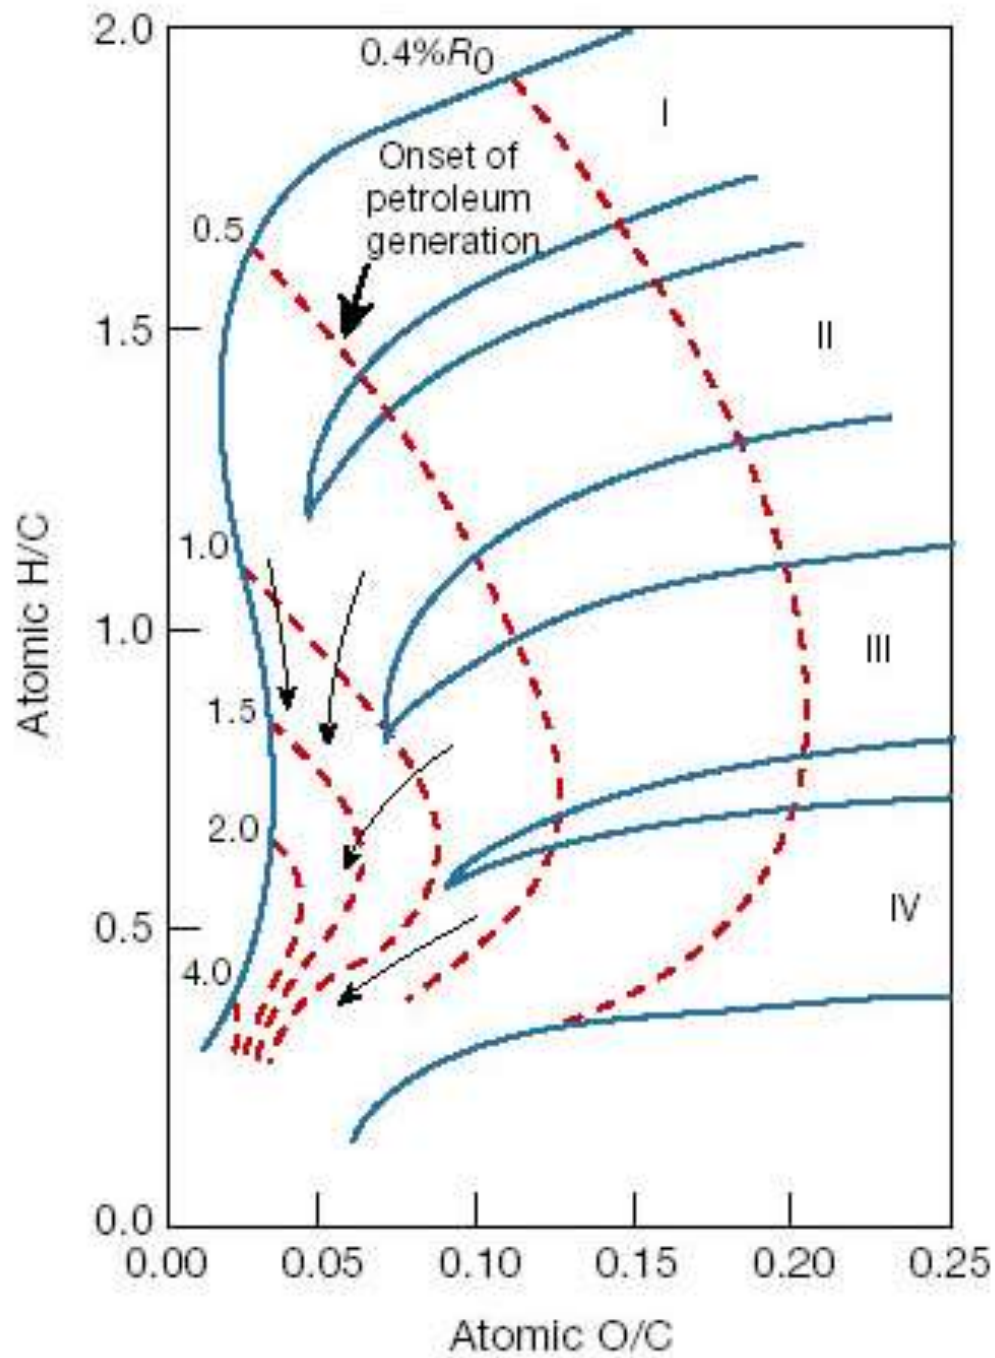 2.0
0.4%R0
I
Onset of
petroleum
generation
0.5
1.5
II
1.0
1.0
III
1.5
2.0
0.5
IV
4.0
0.0
0.00 0.05 0.10 0.15 0.20 0.25
Atomic H/C
Atomic O/C